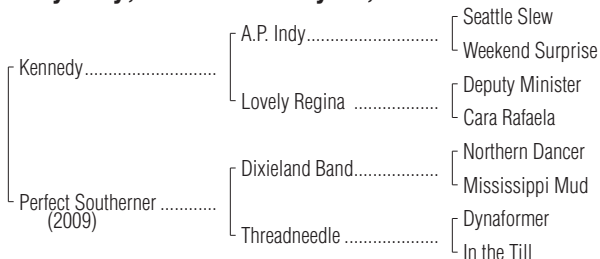 Seattle Slew
A.P. Indy
Weekend Surprise
Kennedy
Deputy Minister
Lovely Regina
Cara Rafaela
Northern Dancer
Dixieland Band
Mississippi Mud
Perfect Southerner
(2009)
Dynaformer
Threadneedle
In the Till